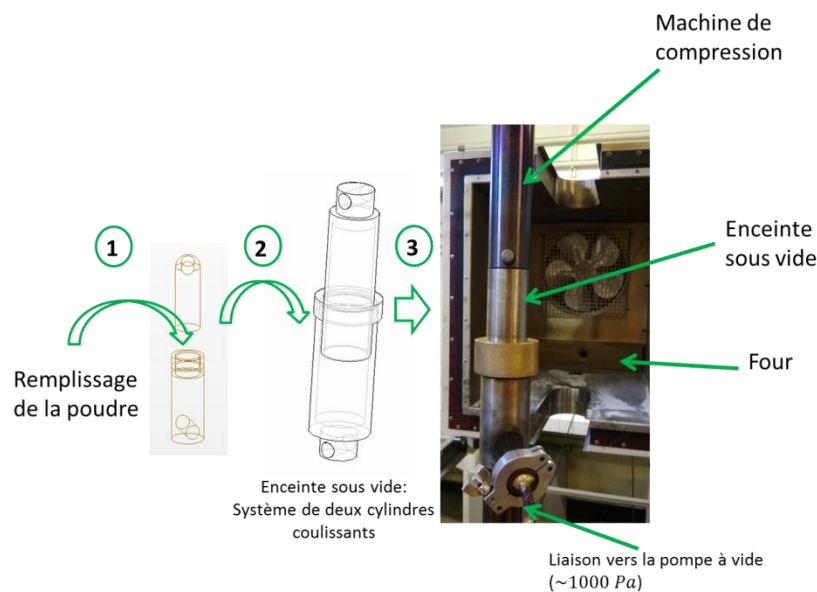 Machine de
compression
1
2
3
Enceinte
sous vide
Four
Remplissage
de la poudre
Enceinte sous vide:
Système de deux cylindres
coulissants
Liaison vers la pompe à vide
(~1000 Pa)